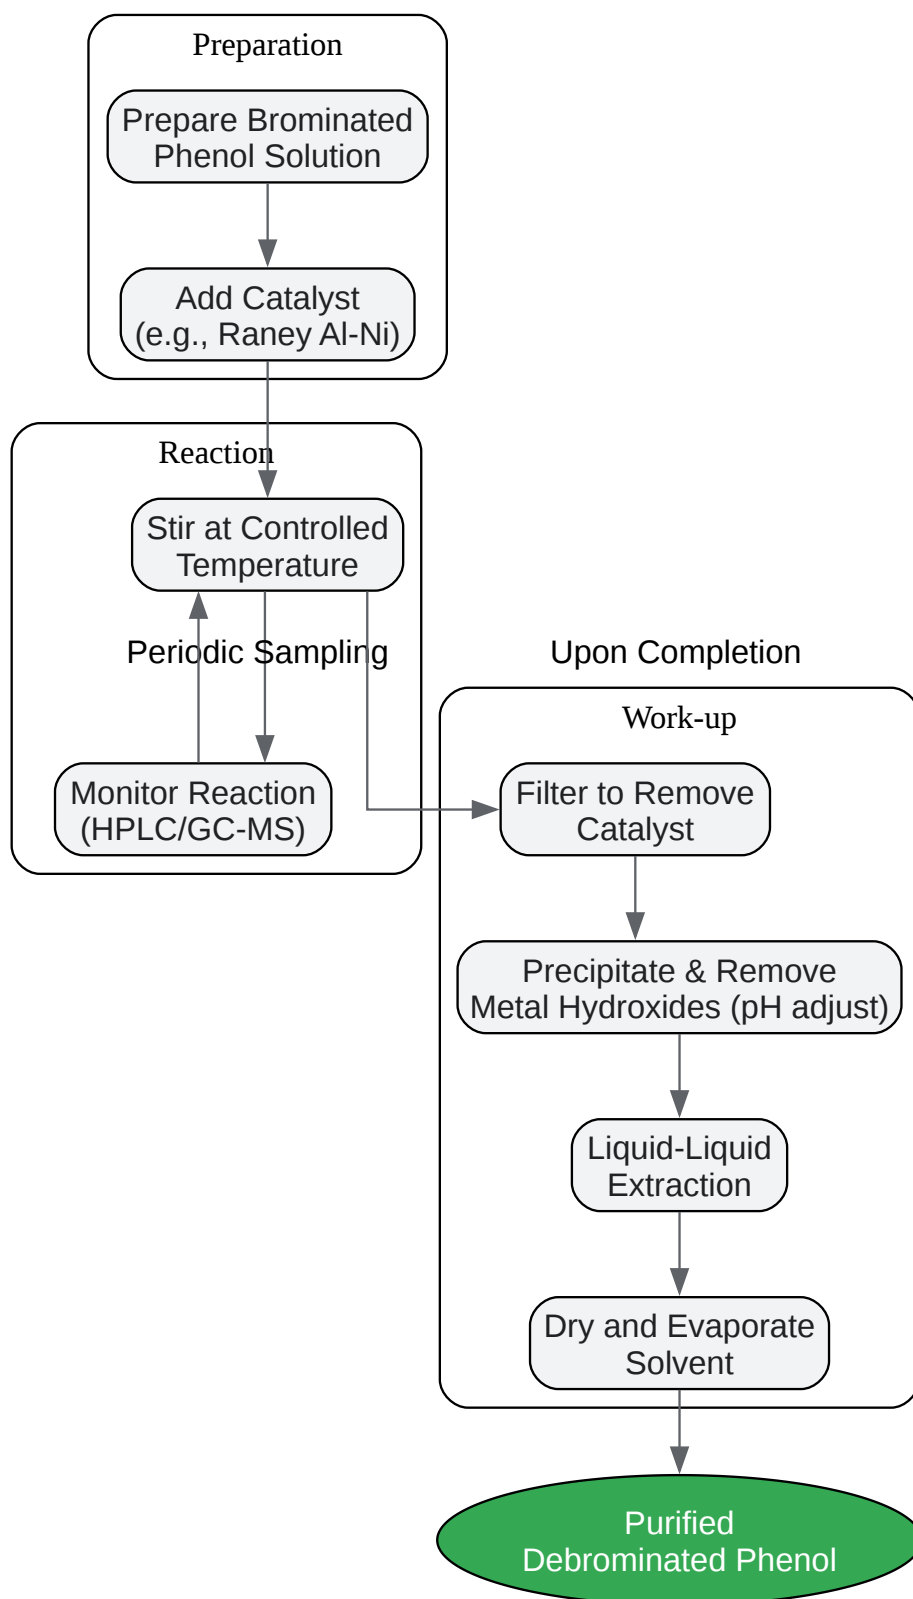 Preparation
Prepare Brominated
Phenol Solution
Add Catalyst
(e.g., Raney Al-Ni)
Reaction
Stir at Controlled
Temperature
Periodic Sampling
Upon Completion
Monitor Reaction
(HPLC/GC-MS)
Work-up
Filter to Remove
Catalyst
Precipitate & Remove
Metal Hydroxides (pH adjust)
Liquid-Liquid
Extraction
Dry and Evaporate
Solvent
Purified
Debrominated Phenol